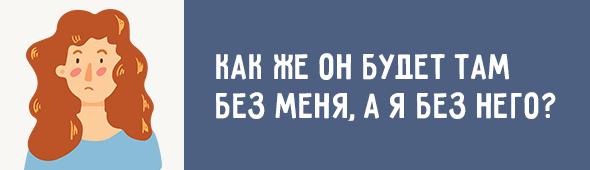 КАК ЖЕ ОН БУДЕТ ТАМ
БЕЗ МЕНЯ, А Я БЕЗ НЕГО?